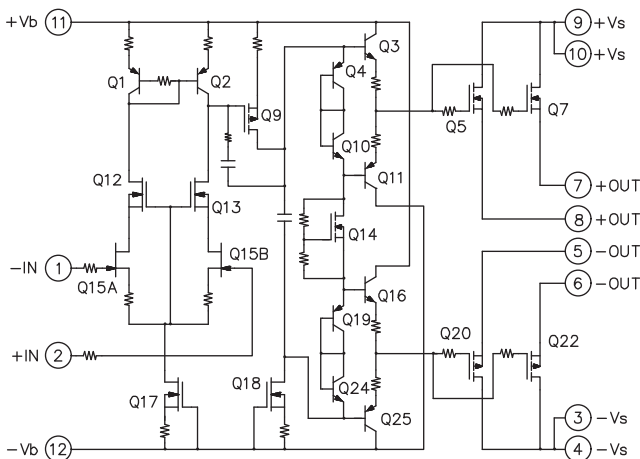 +Vb 11
Q3
9 +Vs
Q1
Q2
Q4
10 +Vs
Q9
Q5
Q7
Q10
Q12
Q11
7 +OUT
Q13
8 +OUT
Q14
5 −OUT
−IN 1
Q15B
Q15A
Q16
6 −OUT
Q19
Q20
Q22
+IN 2
Q18
Q24
Q17
Q25
3 −Vs
−Vb 12
4 −Vs